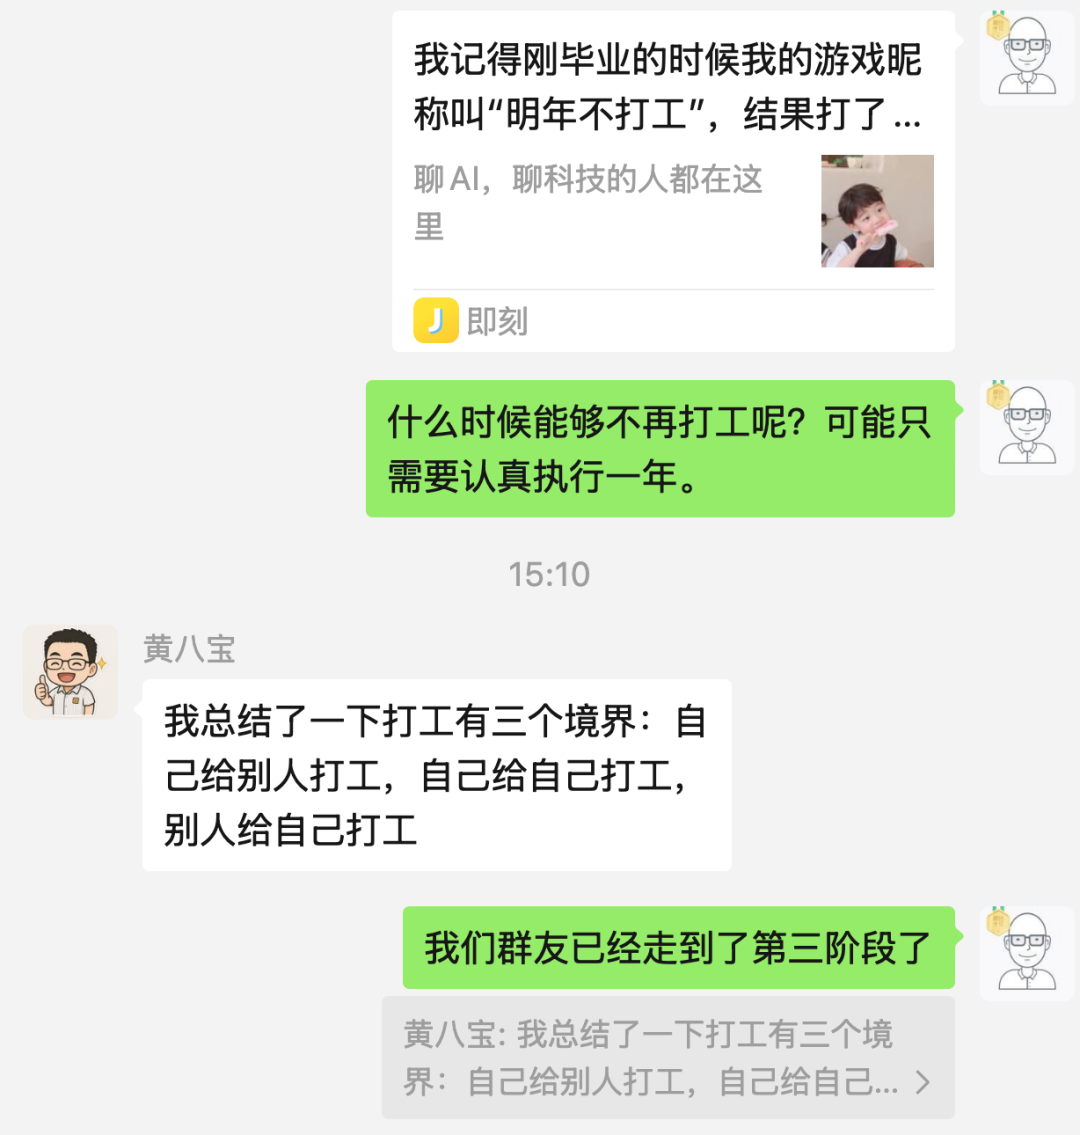 我记得刚毕业的时候我的游戏昵
称叫“明年不打工”，结果打了...
聊 AI，聊科技的人都在这
里
即刻
什么时候能够不再打工呢？可能只
需要认真执行一年。
15:10
黄八宝
我总结了一下打工有三个境界：自
己给别人打工，自己给自己打工，
别人给自己打工
我们群友已经走到了第三阶段了
黄八宝: 我总结了一下打工有三个境
界：自己给别人打工，自己给自己...